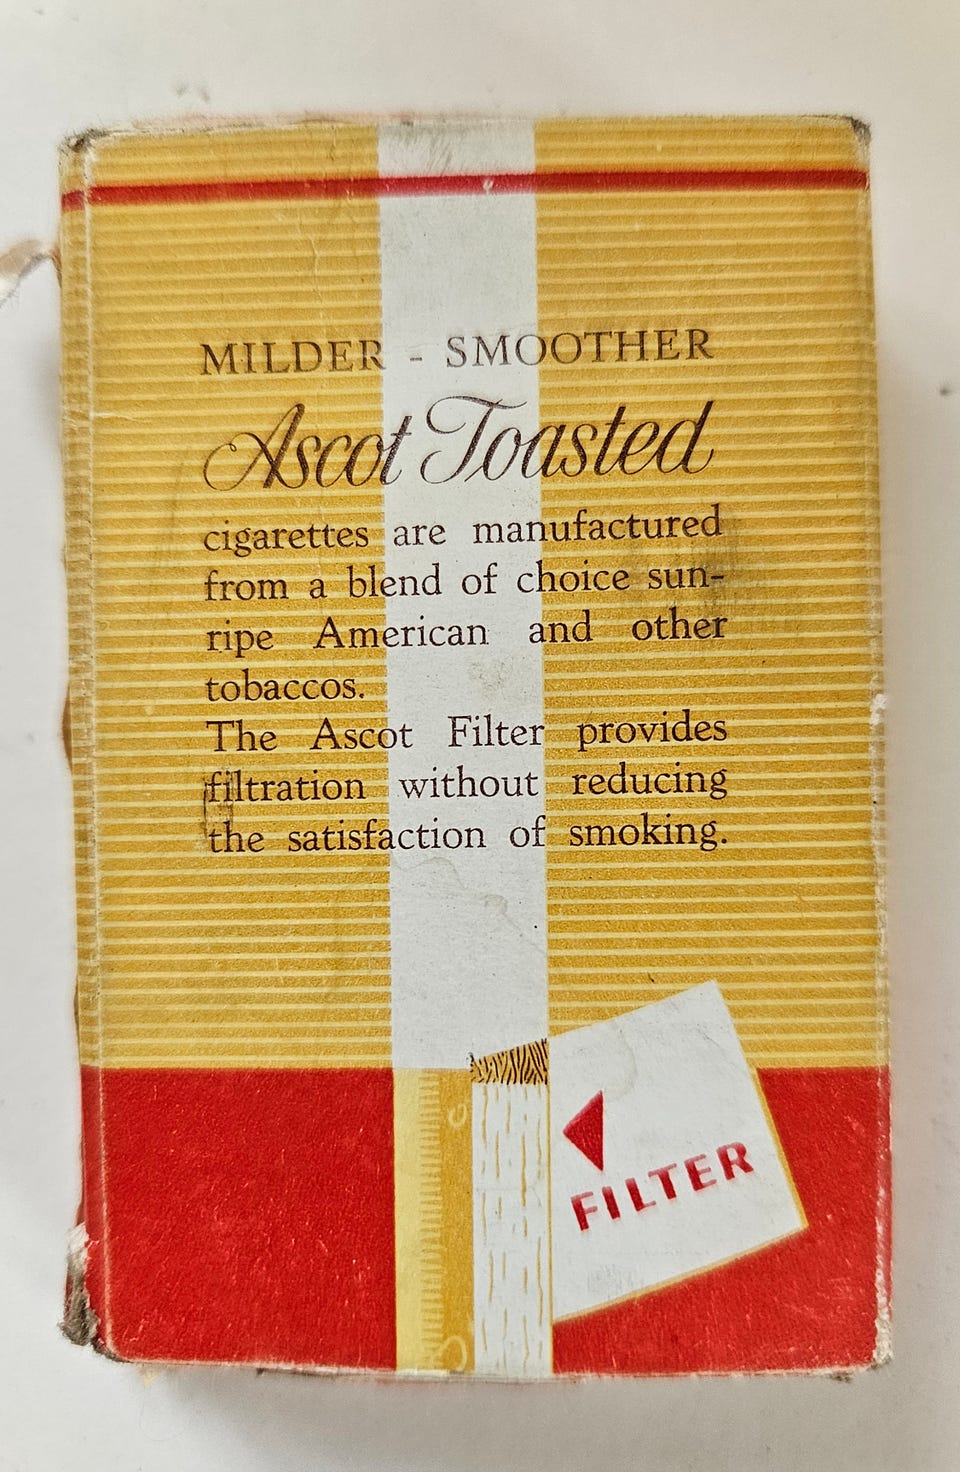 MILDER - SMOOTHER
Ascot Toasted
cigarettes are manufactured
from a blend of choice sun-
ripe American and other
tobaccos.
The Ascot Filter provides
filtration without reducing
the satisfaction of smoking.
FILTER